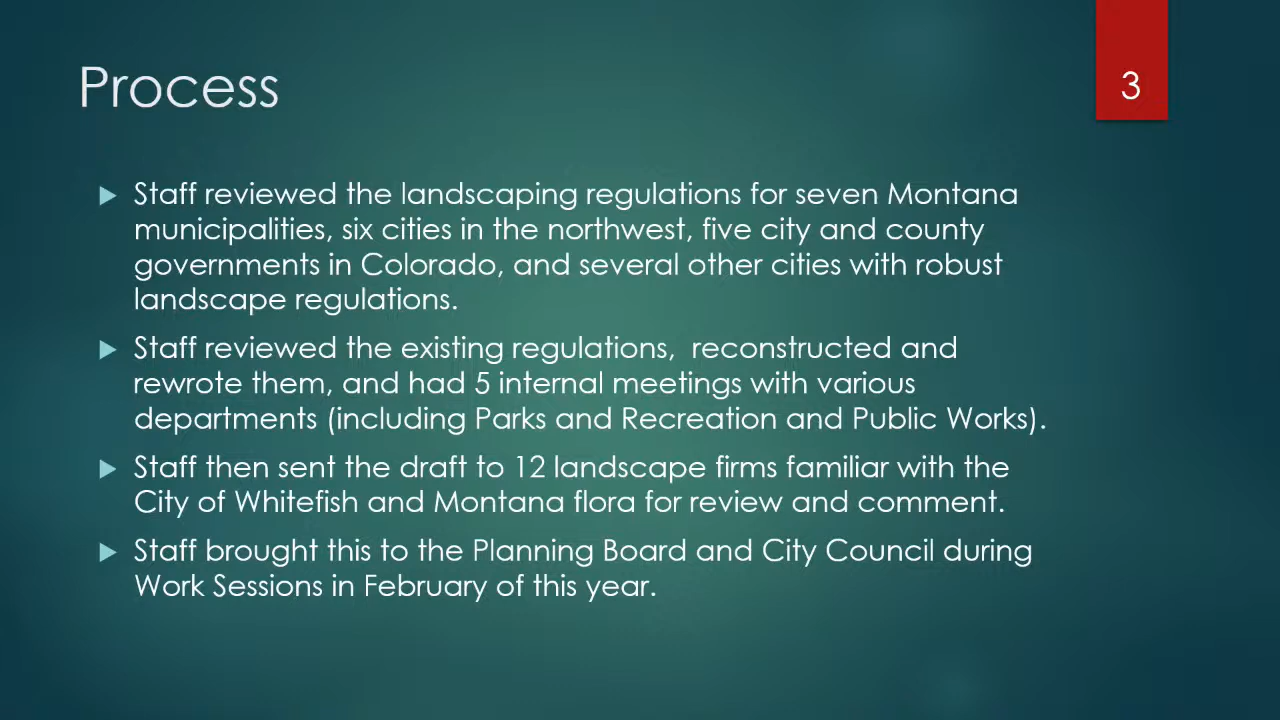 Process
3
Staff reviewed the landscaping regulations for seven Montana
municipalities, six cities in the northwest, five city and county
governments in Colorado, and several other cities with robust
landscape regulations.
Staff reviewed the existing regulations,  reconstructed and
rewrote them, and had 5 internal meetings with various
departments (including Parks and Recreation and Public Works).
Staff then sent the draft to 12 landscape firms familiar with the
City of Whitefish and Montana flora for review and comment.
Staff brought this to the Planning Board and City Council during
Work Sessions in February of this year.